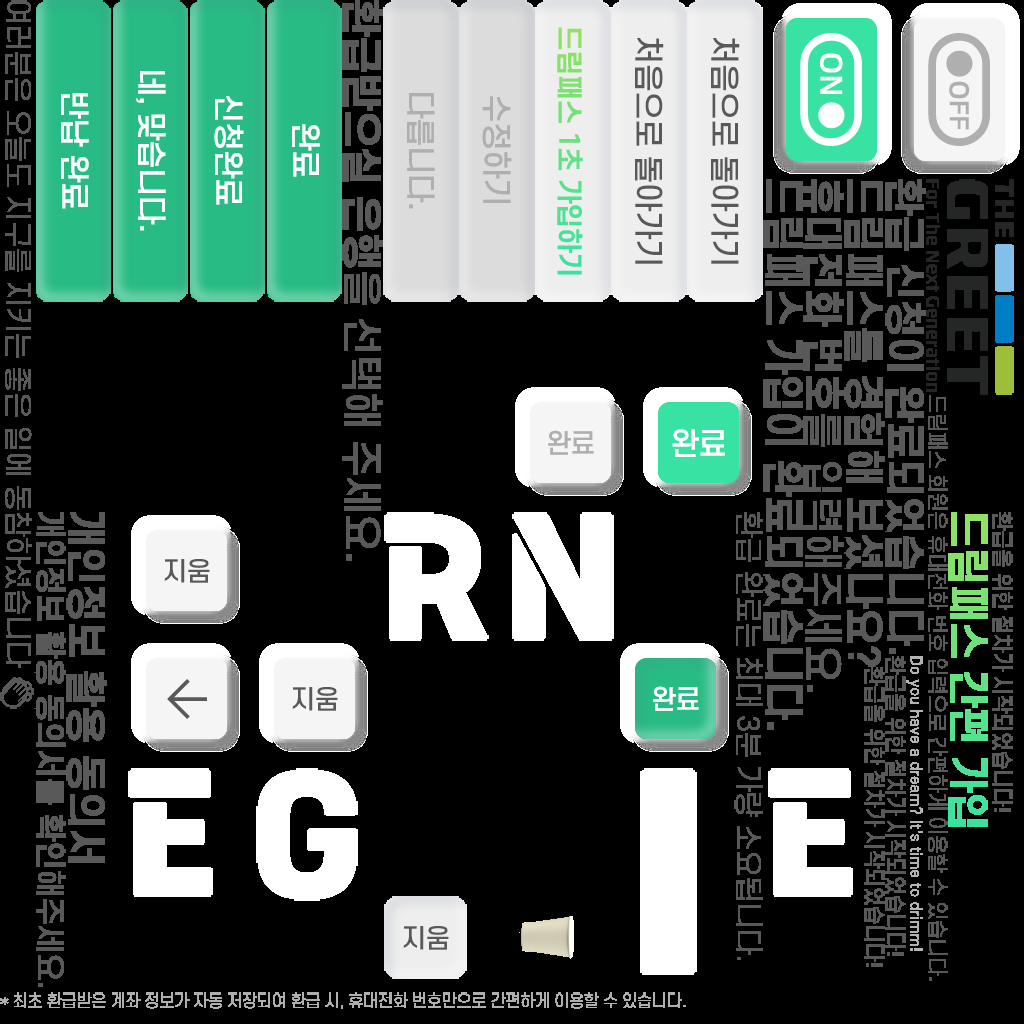 여러분은 오늘도 지구를 지키는 좋은 일에 동참하셨습니다
반납 완료
네, 맞습니다.
신청완료
완료
환급받으실 은행을 선택해 주세요.
다릅니다.
수정하기
드림패스 1초 가입하기
처음으로 돌아가기
처음으로 돌아가기
ON
OFF
THE
GREET
For The Next Generation
환급 신청이 완료되었습니다.
드림패스를 경험해 보셨나요?
휴대전화 번호를 입력해주세요
드림패스 가입이 완료되었습니다.
완료
완료
드림패스 회원은 휴대전화 번호 입력으로 간편하게 이용할 수 있습니다.
환급을 위한 절차가 시작되었습니다!
드림패스 간편 가입
Do you have a dream? It's time to drimm!
환급을 위한 절차가 시작되었습니다!
환급을 위한 절차가 시작되었습니다!
환급 완료는 최대 3분 가량 소요됩니다.
개인정보 활용 동의서
개인정보 활용 동의서를 확인해주세요.
지움
RN
지움
완료
E G I E
지움
* 최초 환급받은 계좌 정보가 자동 저장되여 환급 시, 휴대전화 번호만으로 간편하게 이용할 수 있습니다.